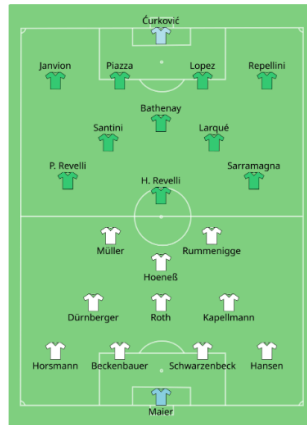 Ćurković
Janvion Piazza Lopez Repellini
Bathenay
Santini Larqué
P. Revelli H. Revelli Sarramagna
Müller Rummenigge
Hoeneß
Dürnberger Roth Kapellmann
Horsmann Beckenbauer Schwarzenbeck Hansen
Maier